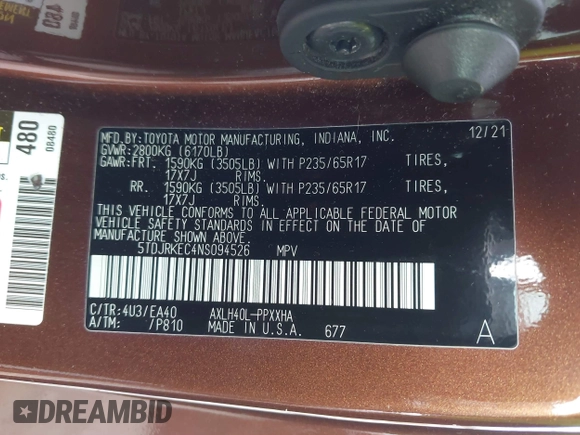 480
480
08480
MFD.BY:TOYOTA MOTOR MANUFACTURING, INDIANA, INC. 12/21
GVWR:2800KG (6170LB)
GAWR:FRT. 1590KG (3505LB) WITH P235/65R17 TIRES,
17X7J RIMS.
RR. 1590KG (3505LB) WITH P235/65R17 TIRES,
17X7J RIMS.
THIS VEHICLE CONFORMS TO ALL APPLICABLE FEDERAL MOTOR
VEHICLE SAFETY STANDARDS IN EFFECT ON THE DATE OF
MANUFACTURE SHOWN ABOVE.
5TDJRKEC4NS094526 MPV
C/TR:4U3/EA40 AXLH40L-PPXXHA
A/TM: /P810 MADE IN U.S.A. 677 A
DREAMBID